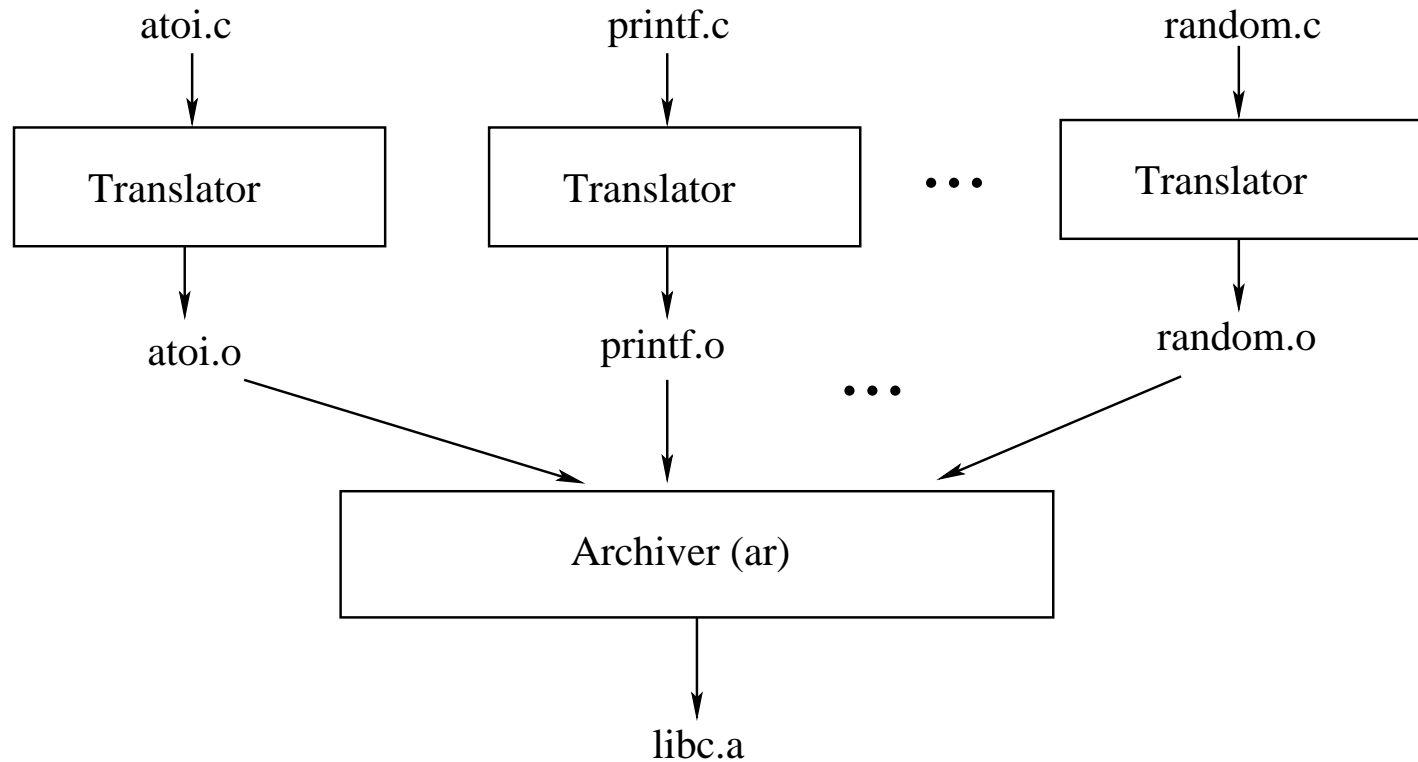 atoi.c printf.c random.c
Translator Translator ••• Translator
atoi.o printf.o random.o
•••
Archiver (ar)
libc.a